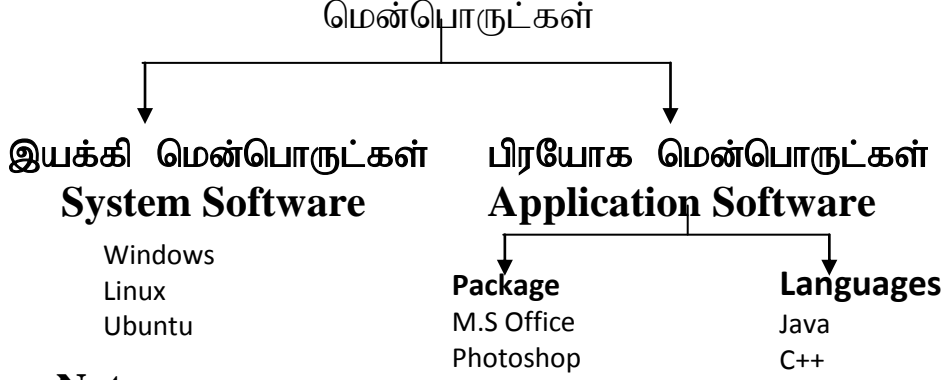 மென்பொருட்கள்
இயக்கி மென்பொருட்கள்
System Software
Windows
Linux
Ubuntu
பிரயோக மென்பொருட்கள்
Application Software
Package
M.S Office
Photoshop
Languages
Java
C++